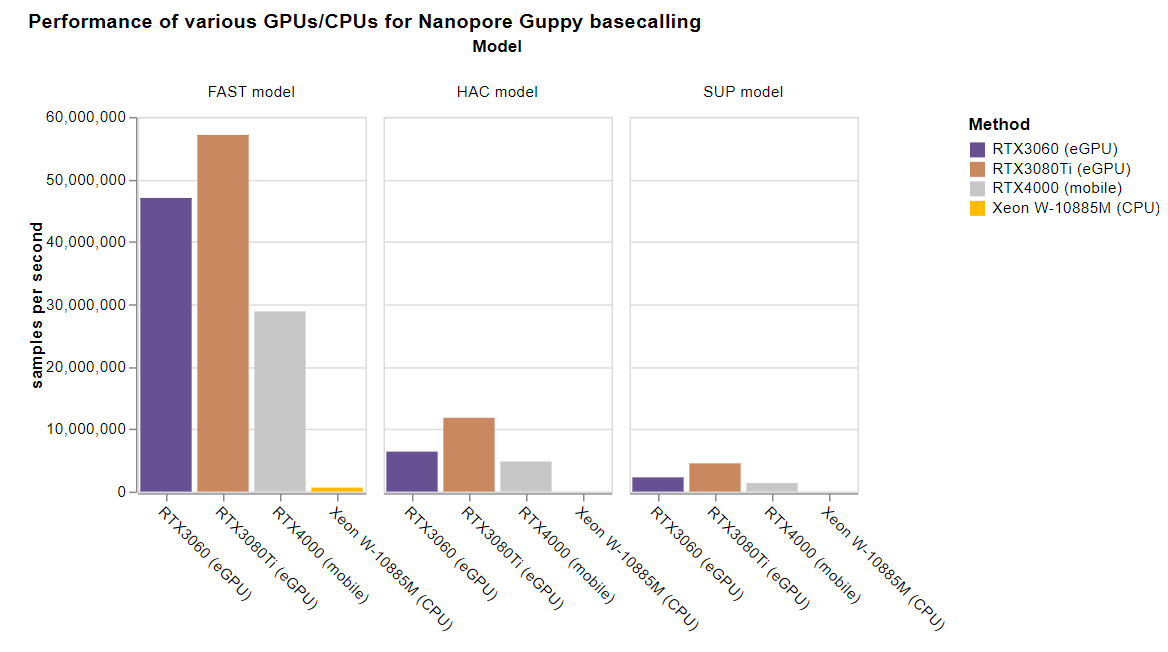 Performance of various GPUs/CPUs for Nanopore Guppy basecalling
Model
FAST model
HAC model
SUP model
samples per second
60,000,000
50,000,000
40,000,000
30,000,000
20,000,000
10,000,000
0
RTX3060 (eGPU)
RTX3080Ti (eGPU)
RTX4000 (mobile)
Xeon W-10885M (CPU)
RTX3060 (eGPU)
RTX3080Ti (eGPU)
RTX4000 (mobile)
Xeon W-10885M (CPU)
RTX3060 (eGPU)
RTX3080Ti (eGPU)
RTX4000 (mobile)
Xeon W-10885M (CPU)
Method
RTX3060 (eGPU)
RTX3080Ti (eGPU)
RTX4000 (mobile)
Xeon W-10885M (CPU)